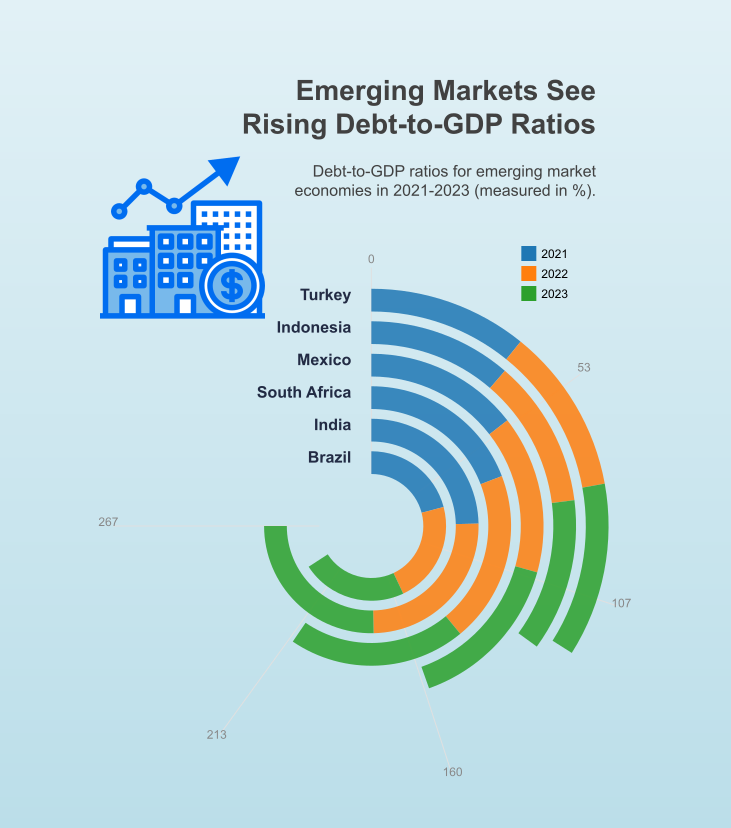 Emerging Markets See
Rising Debt-to-GDP Ratios
Debt-to-GDP ratios for emerging market
economies in 2021-2023 (measured in %).
$
0
2021
2022
2023
Turkey
Indonesia
Mexico
South Africa
India
Brazil
53
107
160
213
267